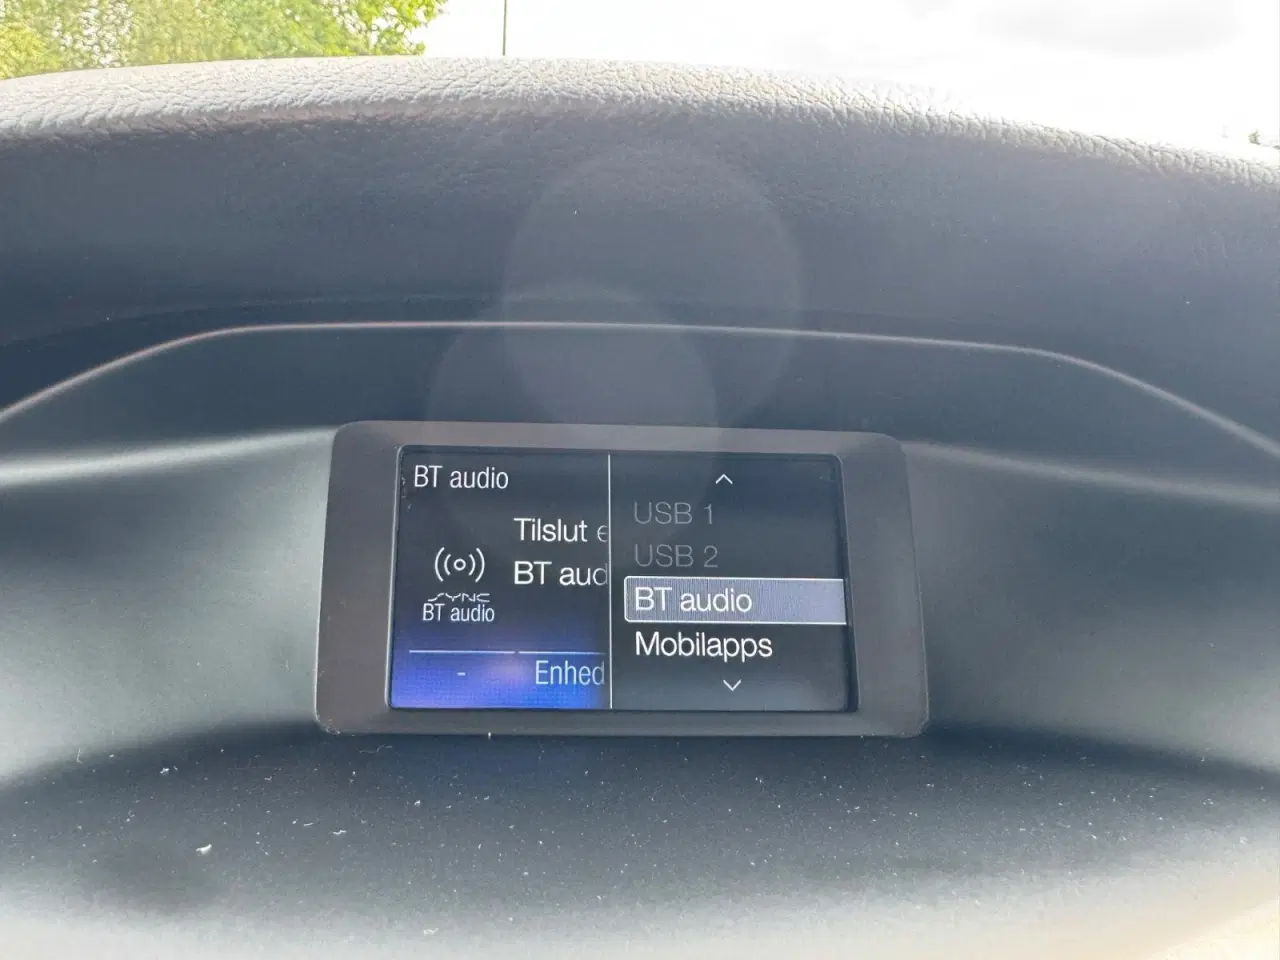 BT audio
Tilslut
BT aud
SYNC
BT audio
-
Enhed
USB 1
USB 2
BT audio
Mobilapps